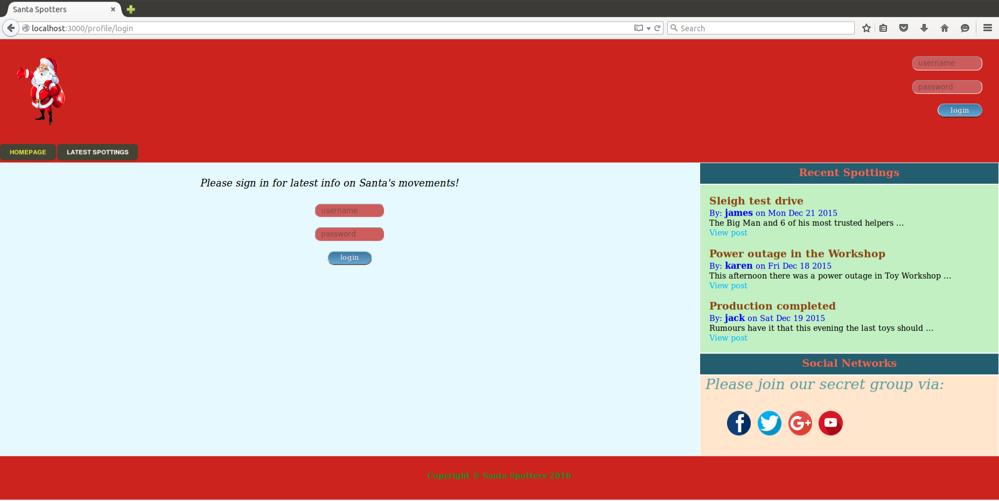 Santa Spotters
localhost:3000/profile/login
Search
username
password
login
HOMEPAGE
LATEST SPOTTINGS
Please sign in for latest info on Santa's movements!
username
password
login
Recent Spottings
Sleigh test drive
By: james on Mon Dec 21 2015
The Big Man and 6 of his most trusted helpers ...
View post
Power outage in the Workshop
By: karen on Fri Dec 18 2015
This afternoon there was a power outage in Toy Workshop ...
View post
Production completed
By: jack on Sat Dec 19 2015
Rumours have it that this evening the last toys should ...
View post
Social Networks
Please join our secret group via:
Copyright © Santa Spotters 2016